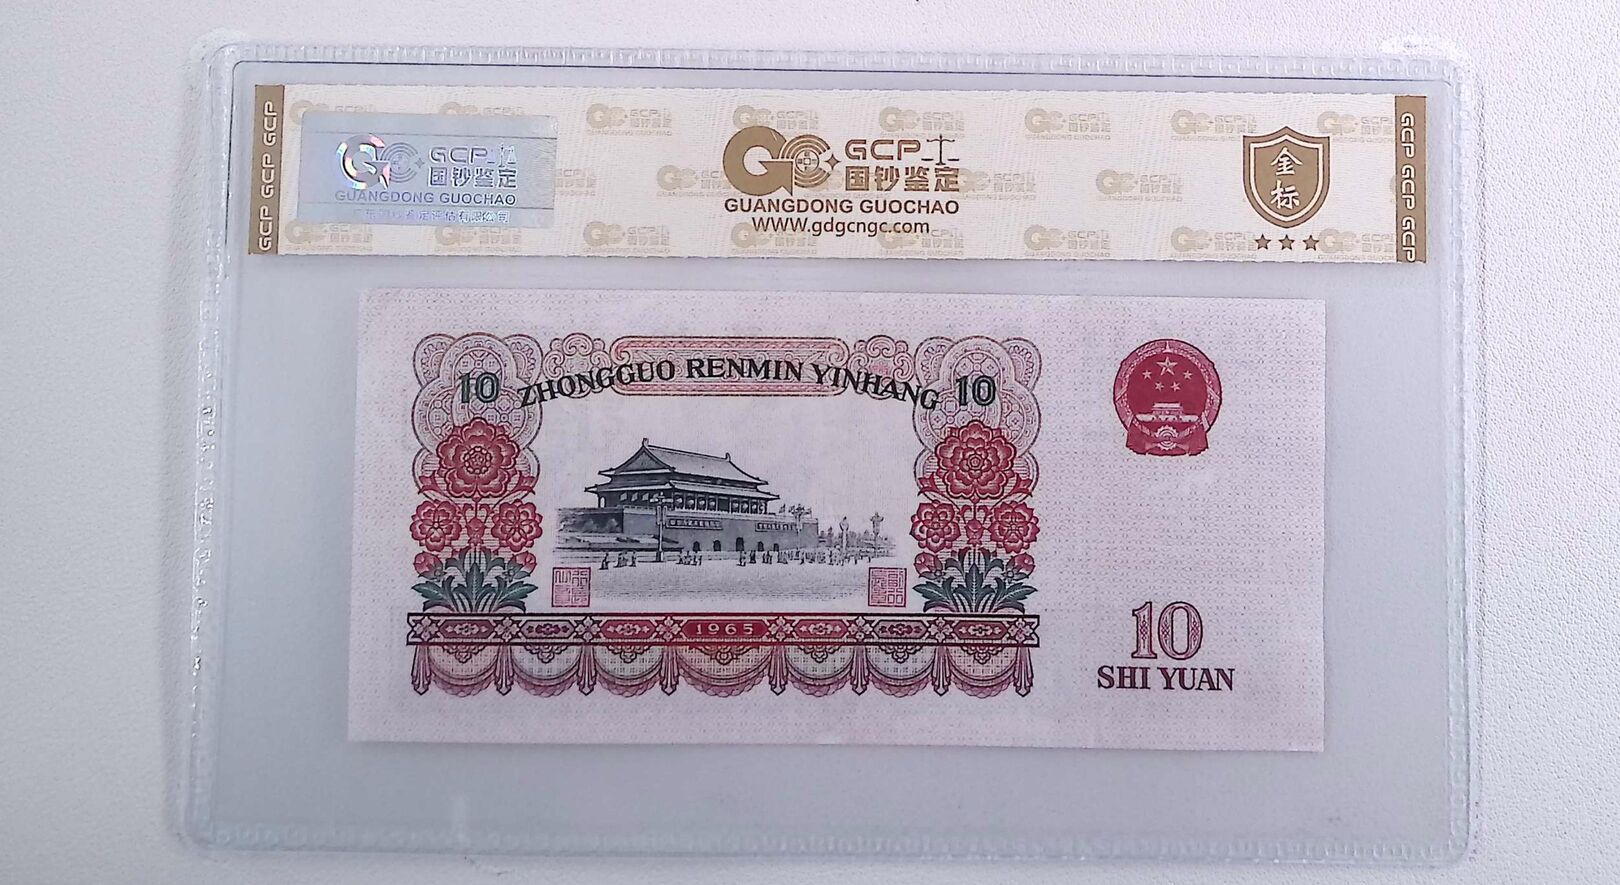 GCP GCP GCP
GCP
国钞鉴定
GUANGDONG GUOCHAO
GCP
国钞鉴定
GUANGDONG GUOCHAO
www.gdgcngc.com
金标
GCP GCP GCP
10 ZHONGGUO RENMIN YINHANG 10
1965
10
SHI YUAN